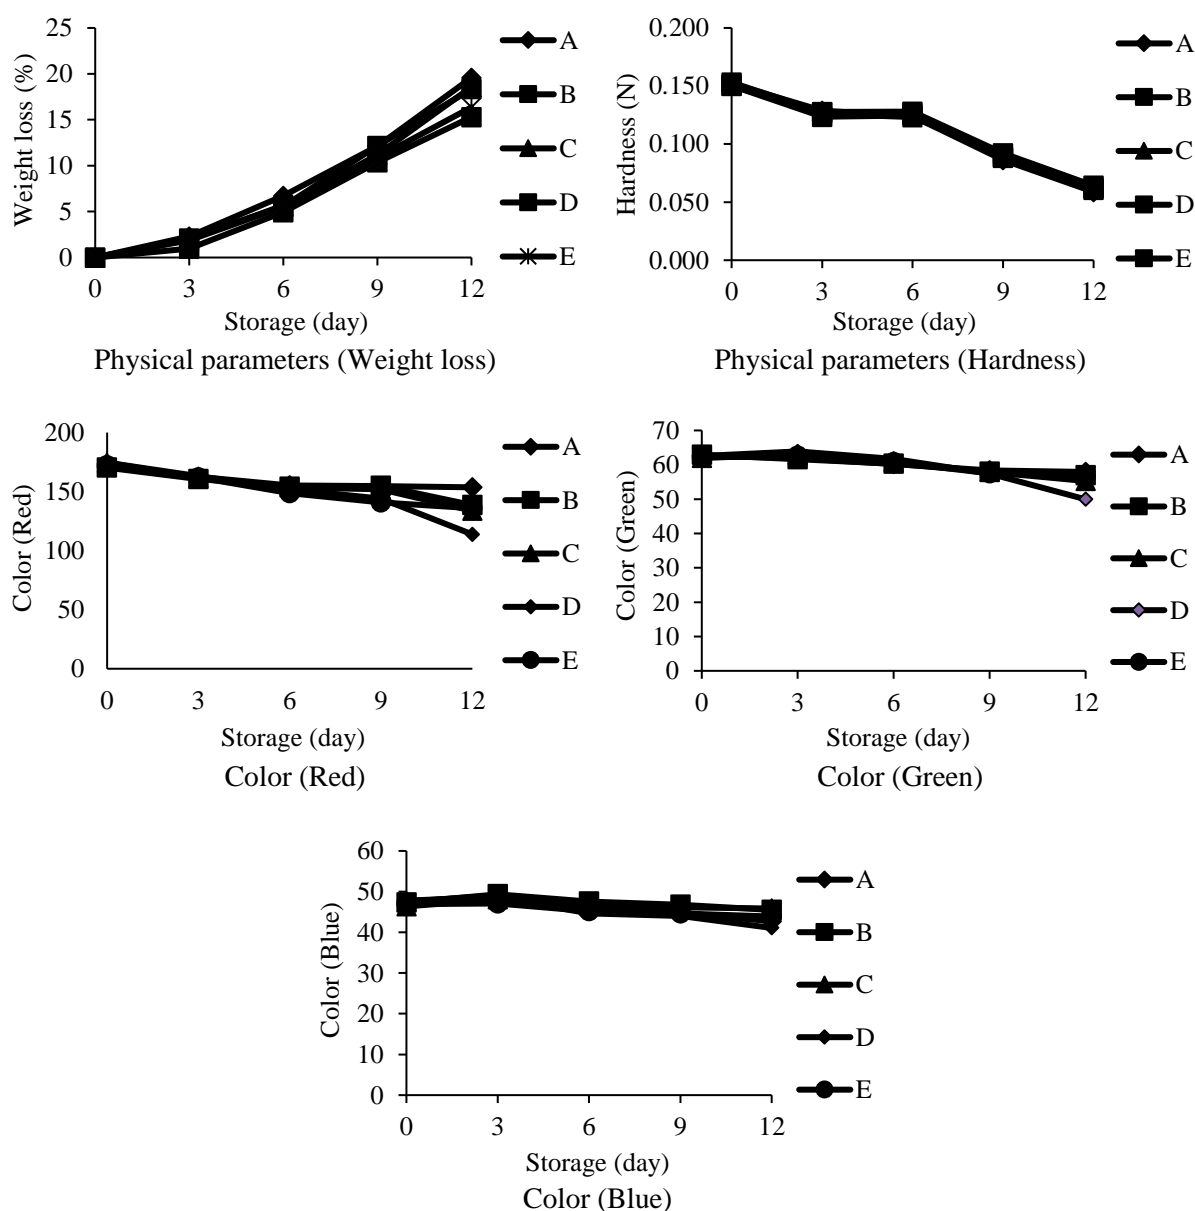 Weight loss (%)
25
20
15
10
5
0
0 3 6 9 12
Storage (day)
A
B
C
D
E
Physical parameters (Weight loss)
Hardness (N)
0.200
0.150
0.100
0.050
0.000
0 3 6 9 12
Storage (day)
A
B
C
D
E
Physical parameters (Hardness)
Color (Red)
200
150
100
50
0
0 3 6 9 12
Storage (day)
A
B
C
D
E
Color (Red)
Color (Green)
70
60
50
40
30
20
10
0
0 3 6 9 12
Storage (day)
A
B
C
D
E
Color (Green)
Color (Blue)
60
50
40
30
20
10
0
0 3 6 9 12
Storage (day)
A
B
C
D
E
Color (Blue)